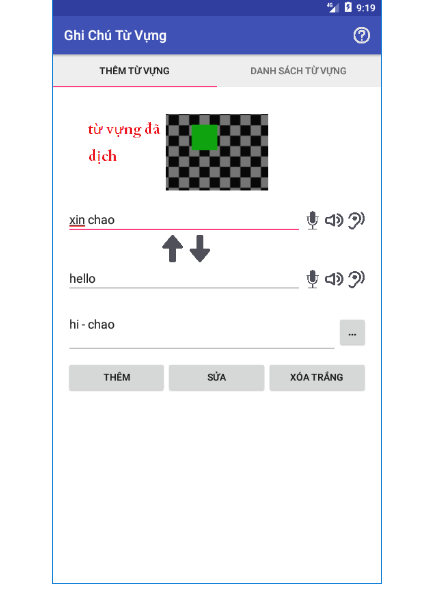 4G 9:19
Ghi Chú Từ Vựng
THÊM TỪ VỰNG DANH SÁCH TỪ VỰNG
từ vựng đã
dịch
xin chao
hello
hi - chao
...
THÊM SỬA XÓA TRẮNG